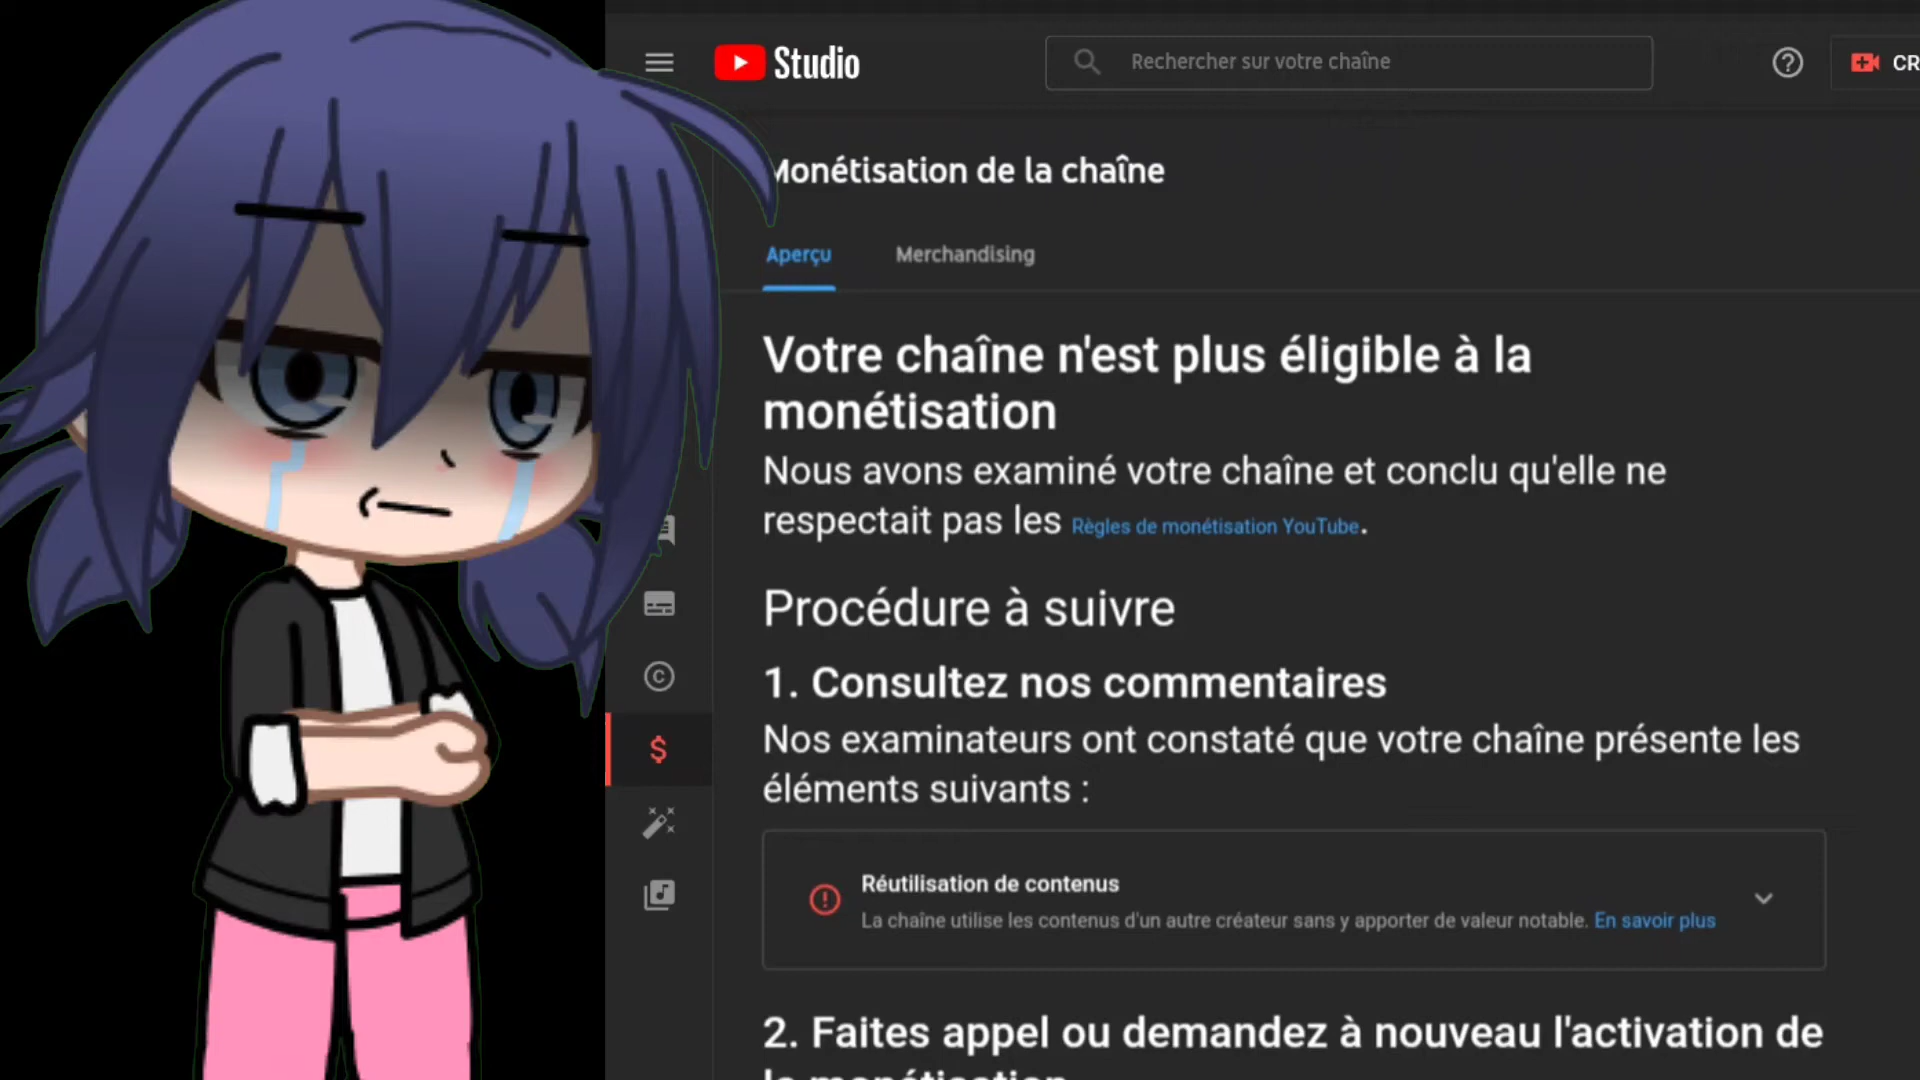 Studio
Rechercher sur votre chaîne
CR
Monétisation de la chaîne
Aperçu
Merchandising
Votre chaîne n'est plus éligible à la
monétisation
Nous avons examiné votre chaîne et conclu qu'elle ne
respectait pas les Règles de monétisation YouTube.
Procédure à suivre
1. Consultez nos commentaires
Nos examinateurs ont constaté que votre chaîne présente les
éléments suivants :
Réutilisation de contenus
La chaîne utilise les contenus d'un autre créateur sans y apporter de valeur notable. En savoir plus
2. Faites appel ou demandez à nouveau l'activation de
la monétisation